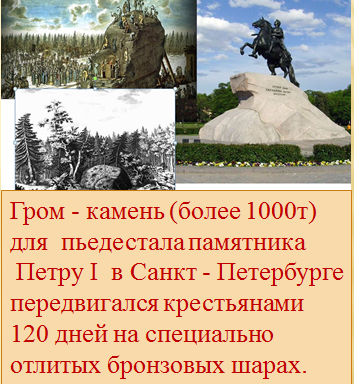 Гром - камень (более 1000т)
для пьедестала памятника
Петру I в Санкт - Петербурге
передвигался крестьянами
120 дней на специально
отлитых бронзовых шарах.